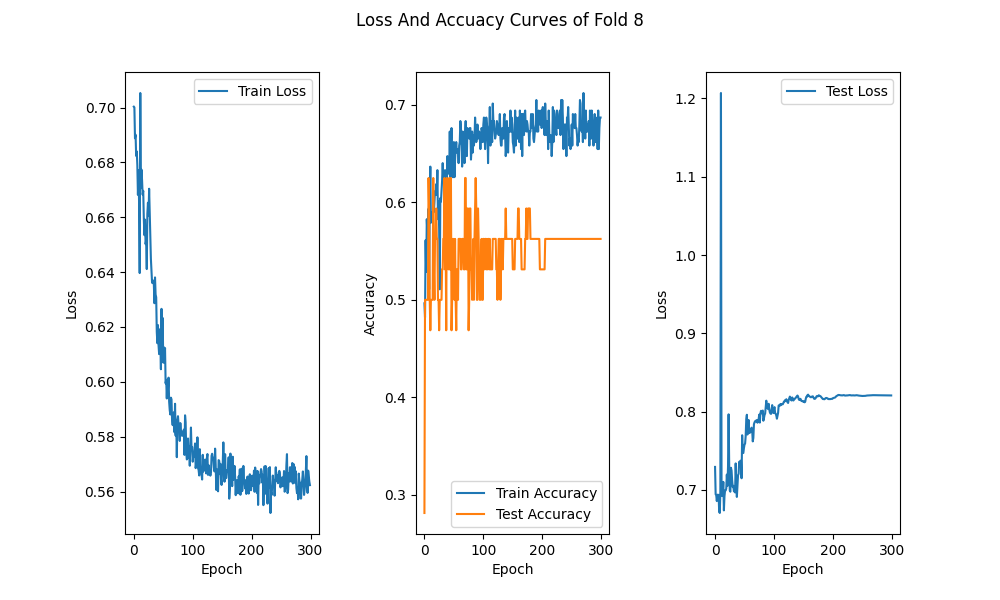 Loss And Accuacy Curves of Fold 8
Train Loss
0.70
0.68
0.66
0.64
0.62
0.60
0.58
0.56
Loss
0
100
200
300
Epoch
0.7
0.6
0.5
0.4
0.3
Accuracy
Train Accuracy
Test Accuracy
0
100
200
300
Epoch
Test Loss
1.2
1.1
1.0
0.9
0.8
0.7
Loss
0
100
200
300
Epoch